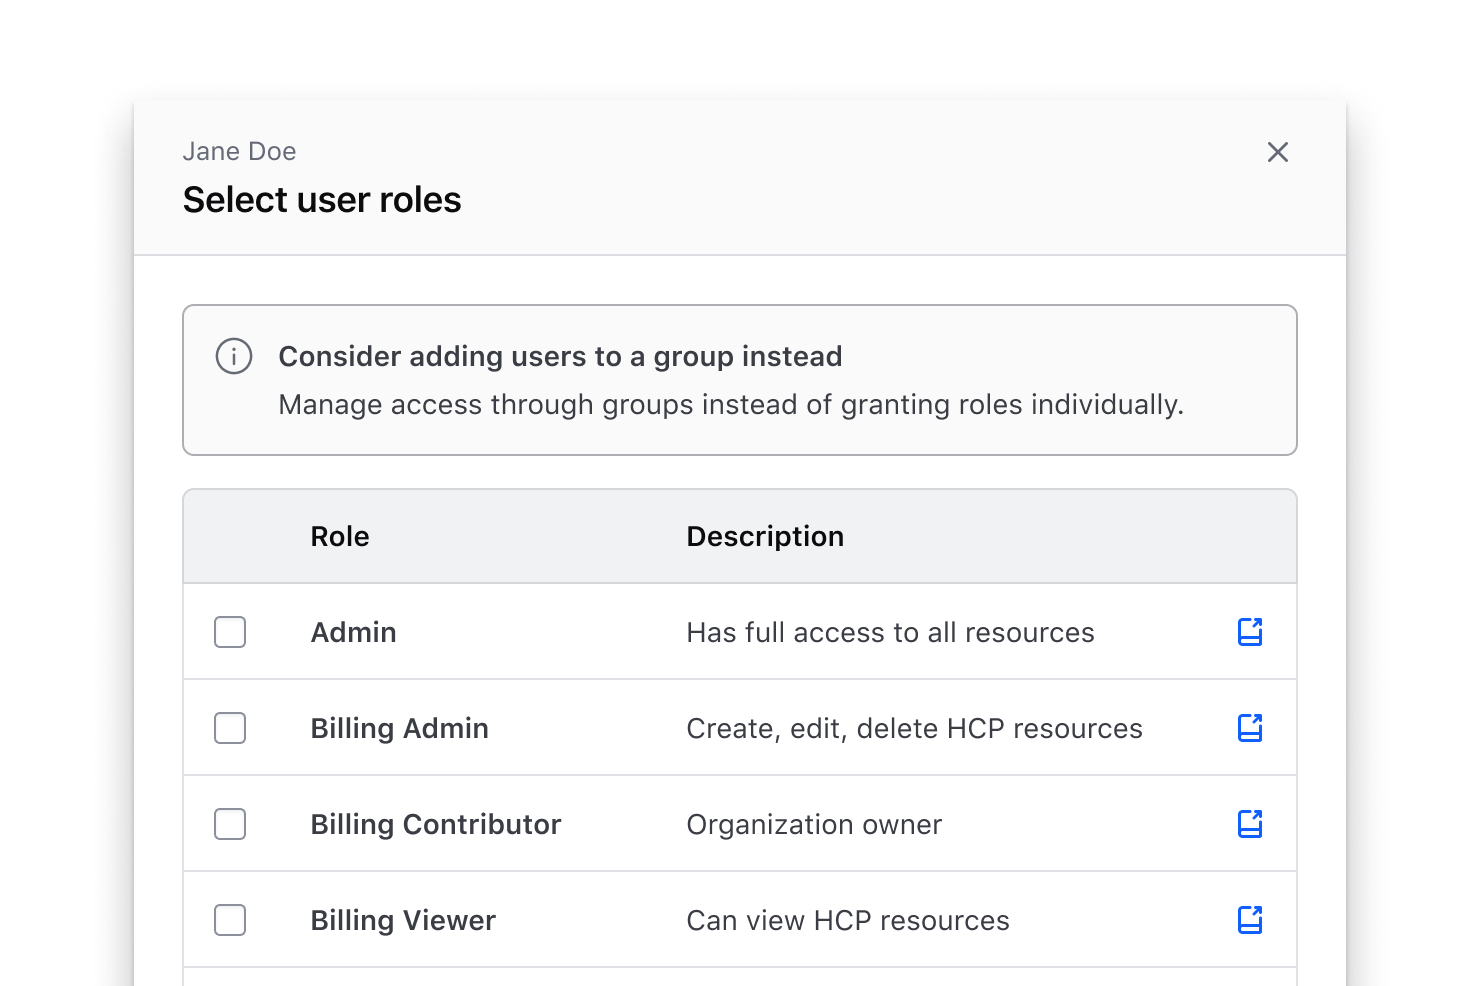 Jane Doe
Select user roles
Consider adding users to a group instead
Manage access through groups instead of granting roles individually.
Role Description
Admin Has full access to all resources
Billing Admin Create, edit, delete HCP resources
Billing Contributor Organization owner
Billing Viewer Can view HCP resources